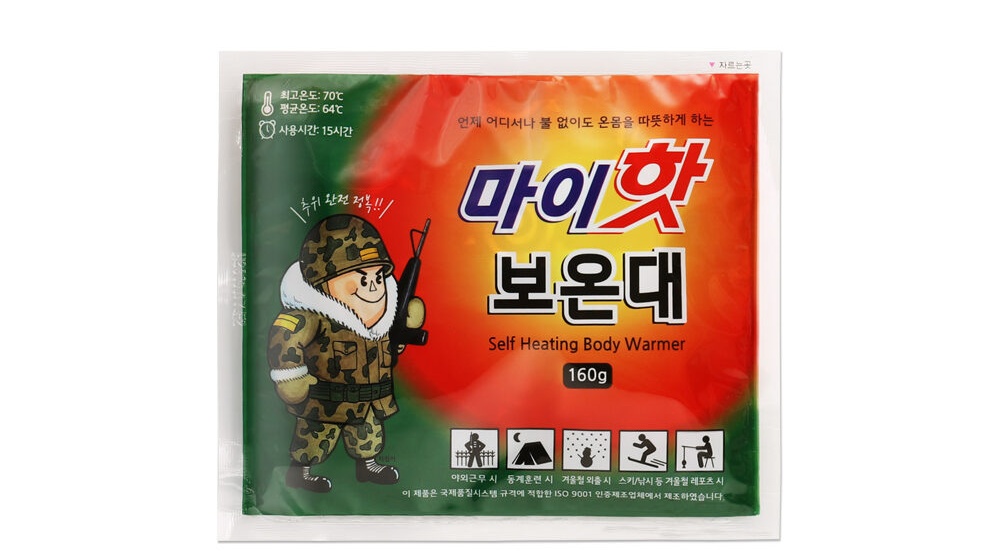 ▼ 자르는곳
최고온도: 70℃
평균온도: 64℃
사용시간: 15시간
언제 어디서나 불 없이도 온몸을 따뜻하게 하는
마이핫
추위 완전 정복!!
보온대
Self Heating Body Warmer
160g
야외근무 시 동계훈련 시 겨울철 외출 시 스키/낚시 등 겨울철 레포츠 시
이 제품은 국제품질시스템 규격에 적합한 ISO 9001 인증제조업체에서 제조하였습니다.